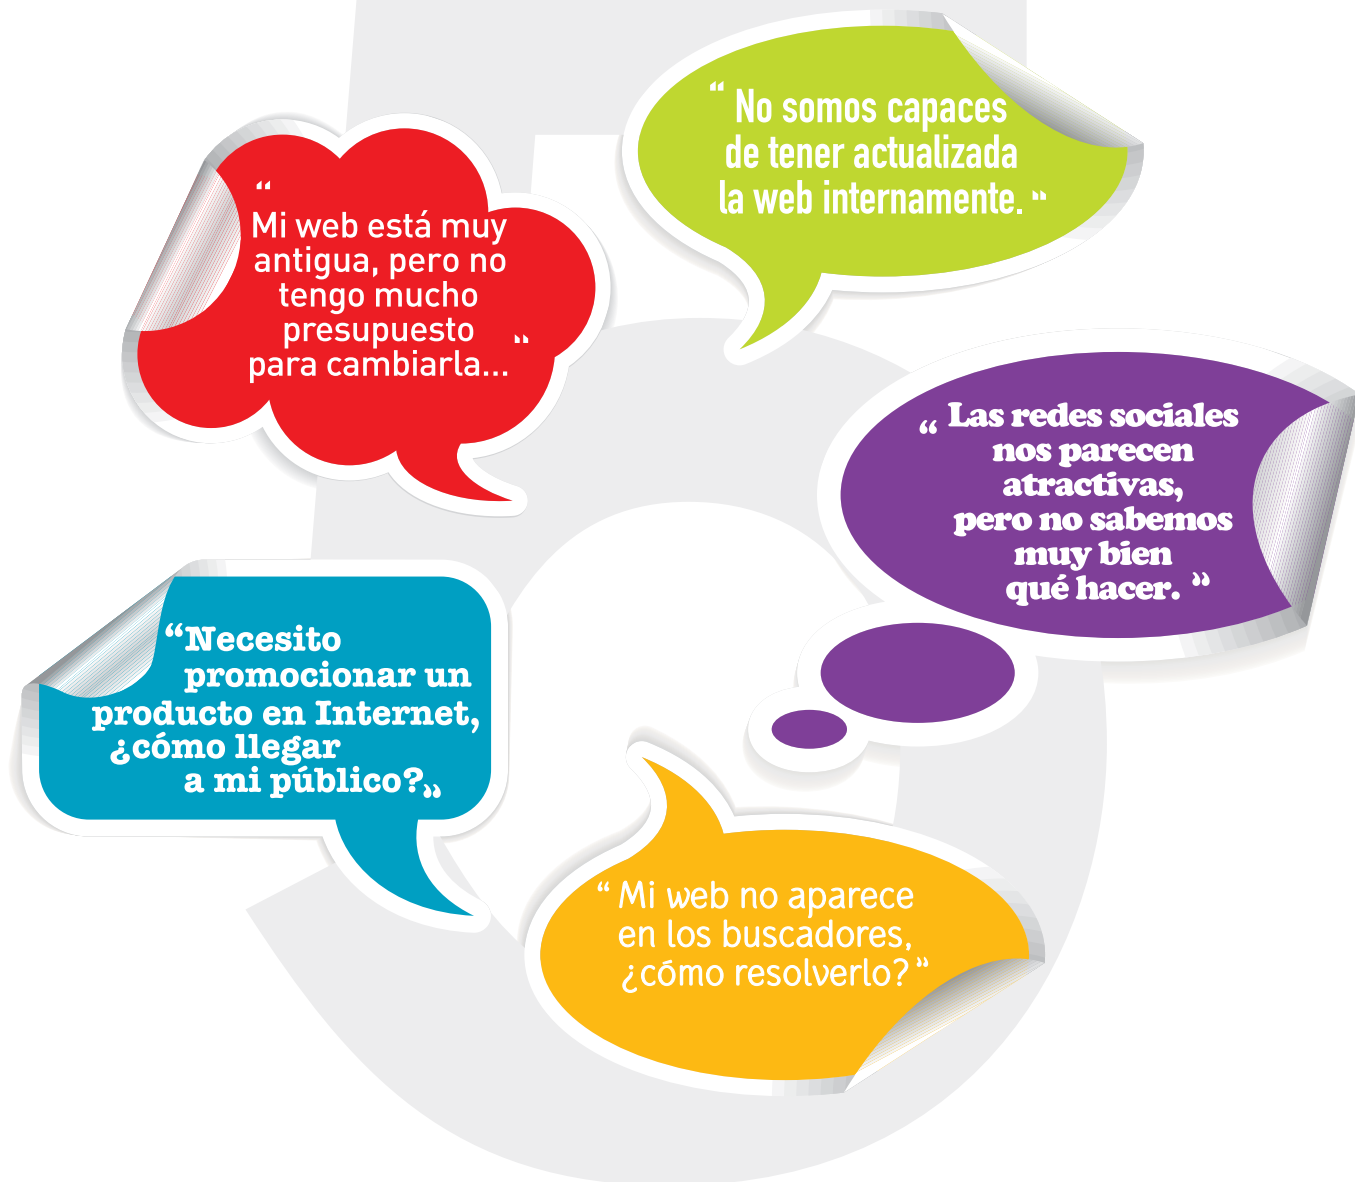 “ No somos capaces
de tener actualizada
la web internamente. ”
“
Mi web está muy
antigua, pero no
tengo mucho
presupuesto
para cambiarla... ”
“ Las redes sociales
nos parecen
atractivas,
pero no sabemos
muy bien
qué hacer. ”
“Necesito
promocionar un
producto en Internet,
¿cómo llegar
a mi público?„
“ Mi web no aparece
en los buscadores,
¿cómo resolverlo? ”
5